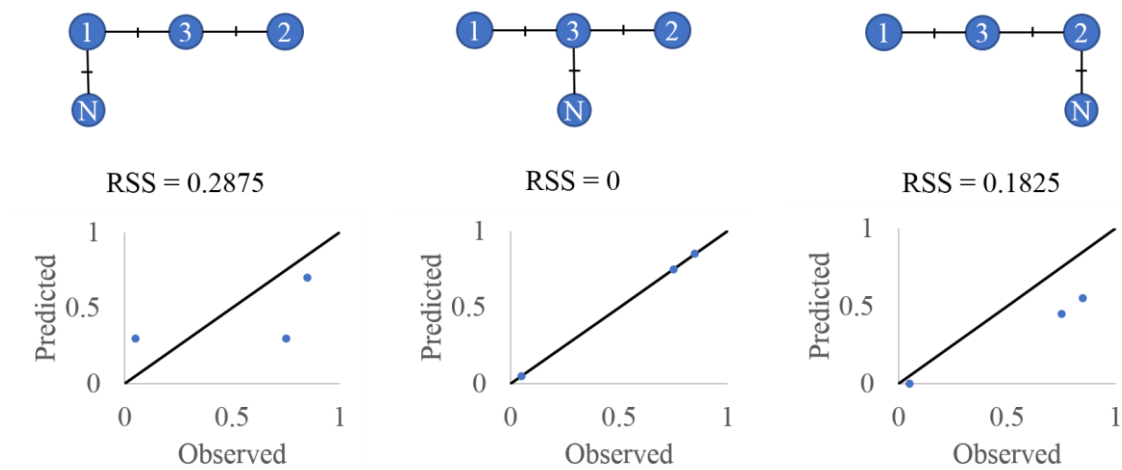 1 3 2
N
RSS = 0.2875
1
0.5
0
0 0.5 1
Predicted
Observed
1 3 2
N
RSS = 0
1
0.5
0
0 0.5 1
Predicted
Observed
1 3 2
N
RSS = 0.1825
1
0.5
0
0 0.5 1
Predicted
Observed